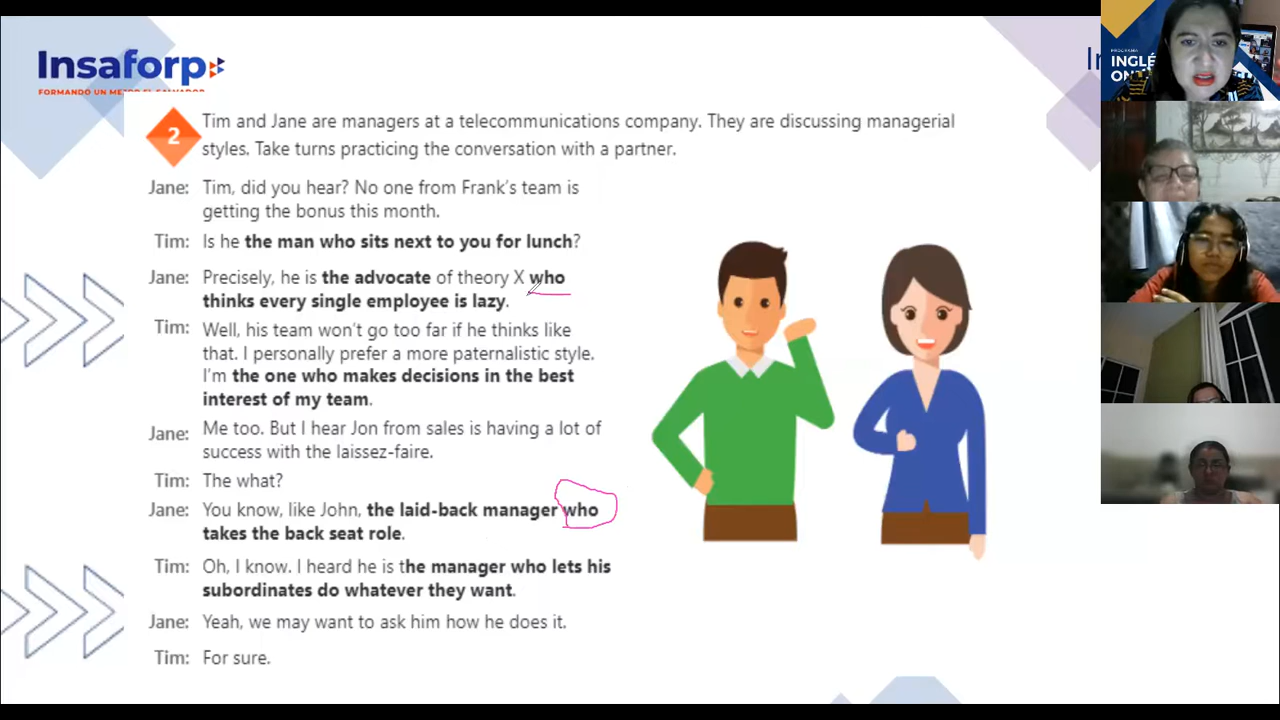 Insaforp
FORMANDO UN MEJOR EL SALVADOR
PROGRAMA
INGLÉ
ON
In
2
Tim and Jane are managers at a telecommunications company. They are discussing managerial
styles. Take turns practicing the conversation with a partner.
Jane: Tim, did you hear? No one from Frank's team is
getting the bonus this month.
Tim: Is he the man who sits next to you for lunch?
Jane: Precisely, he is the advocate of theory X who
thinks every single employee is lazy.
Tim: Well, his team won't go too far if he thinks like
that. I personally prefer a more paternalistic style.
I'm the one who makes decisions in the best
interest of my team.
Jane: Me too. But I hear Jon from sales is having a lot of
success with the laissez-faire.
Tim: The what?
Jane: You know, like John, the laid-back manager who
takes the back seat role.
Tim: Oh, I know. I heard he is the manager who lets his
subordinates do whatever they want.
Jane: Yeah, we may want to ask him how he does it.
Tim: For sure.